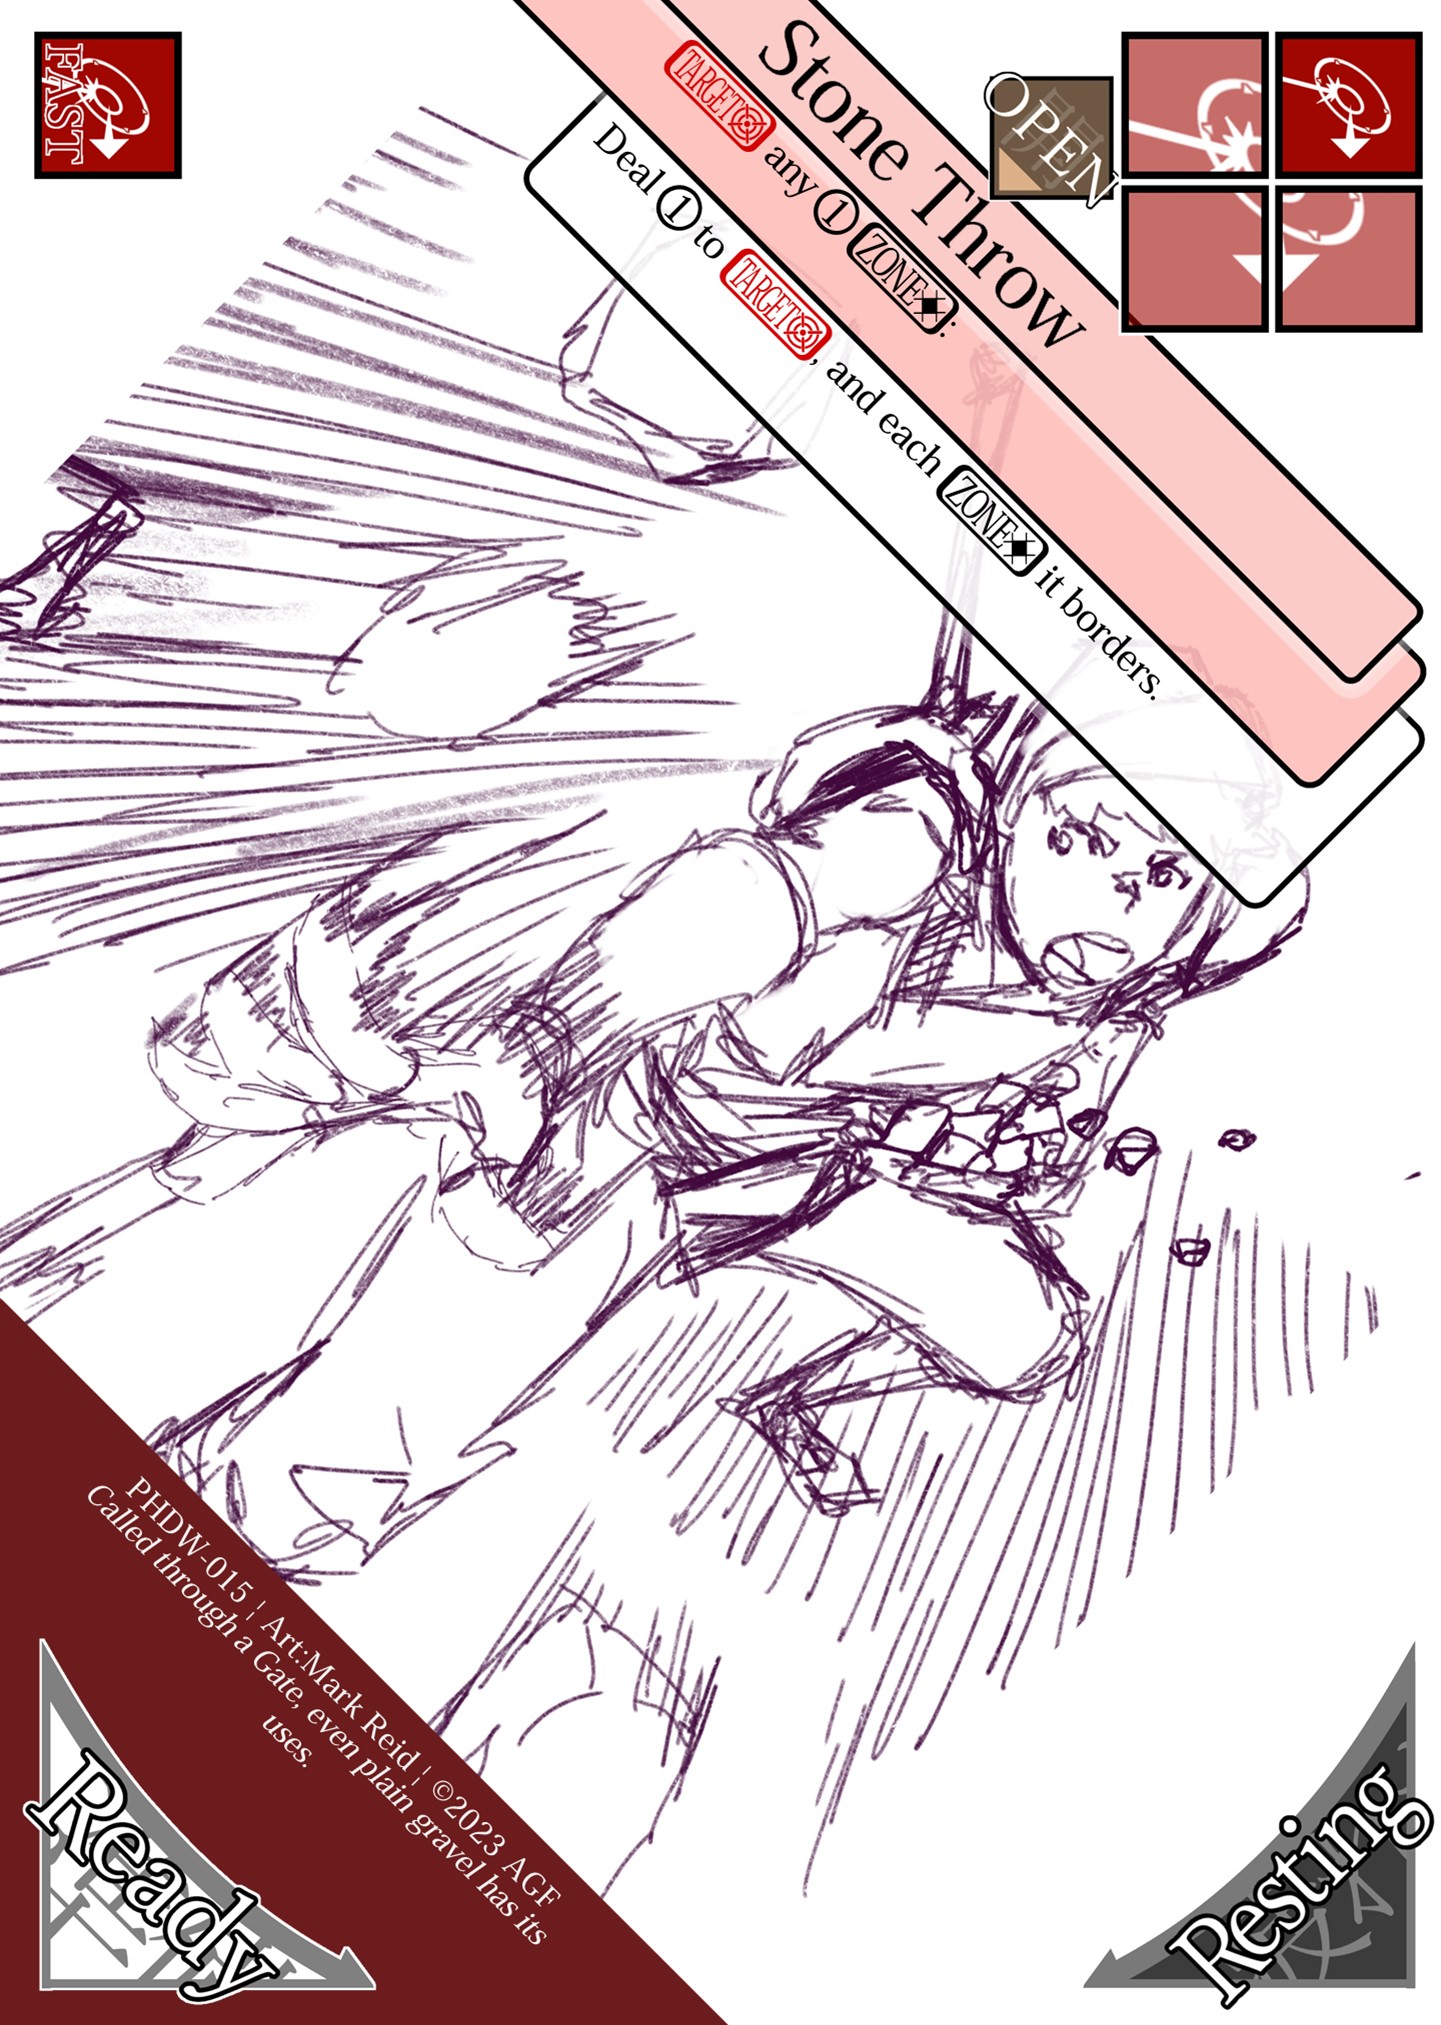 FAST
Stone Throw
OPEN
TARGET any 1 ZONE:
Deal 1 to TARGET, and each ZONE it borders.
PHDW-015 ¦ Art:Mark Reid ¦ ©2023 AGF
Called through a Gate, even plain gravel has its
uses.
Ready
Resting